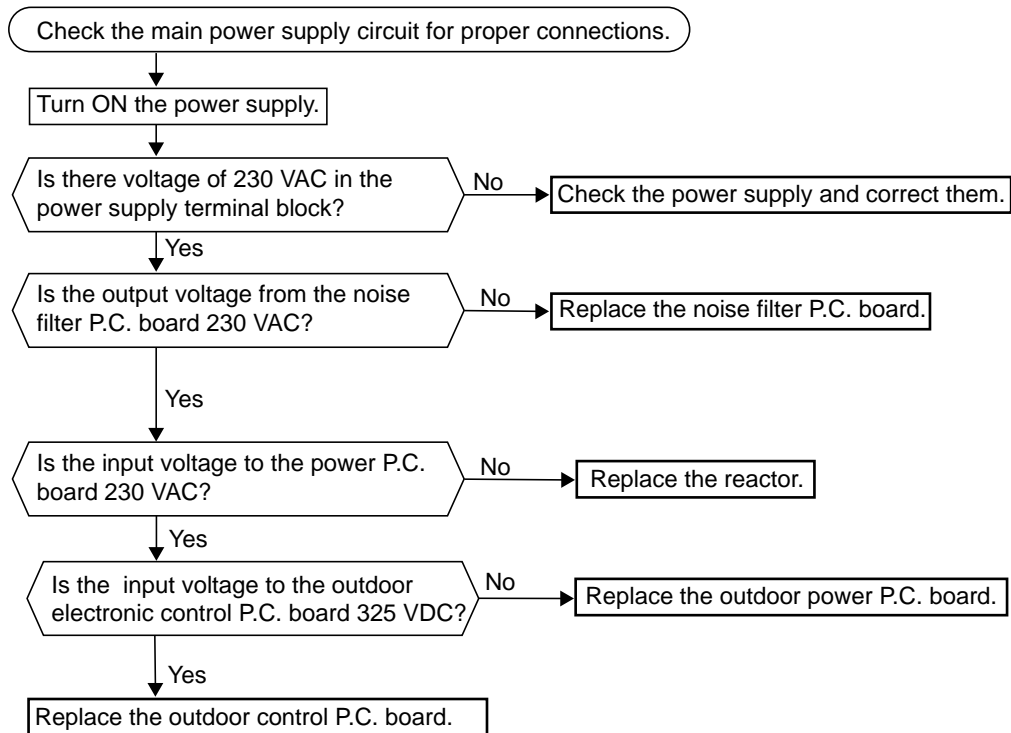 Check the main power supply circuit for proper connections.
Turn ON the power supply.
Is there voltage of 230 VAC in the
power supply terminal block?
No
Check the power supply and correct them.
Yes
Is the output voltage from the noise
filter P.C. board 230 VAC?
No
Replace the noise filter P.C. board.
Yes
Is the input voltage to the power P.C.
board 230 VAC?
No
Replace the reactor.
Yes
Is the input voltage to the outdoor
electronic control P.C. board 325 VDC?
No
Replace the outdoor power P.C. board.
Yes
Replace the outdoor control P.C. board.